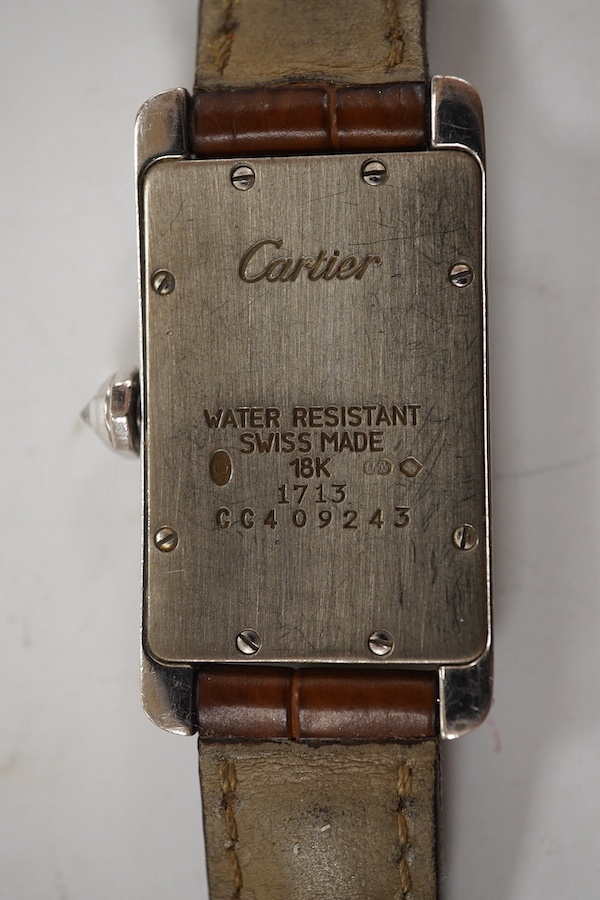 Cartier
WATER RESISTANT
SWISS MADE
18K
1713
CC409243